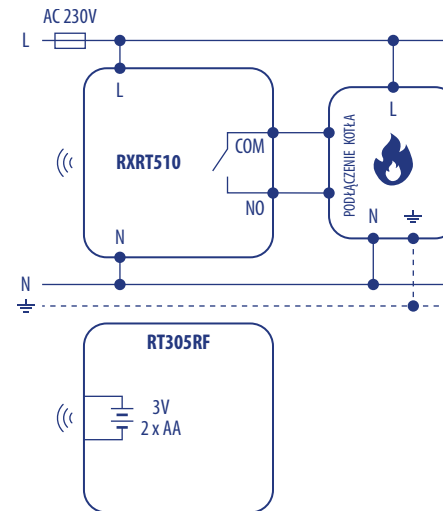 AC 230V
L
L
RXRT510
COM
NO
N
PODŁĄCZENIE KOTŁA
L
N
N
RT305RF
3V
2 x AA